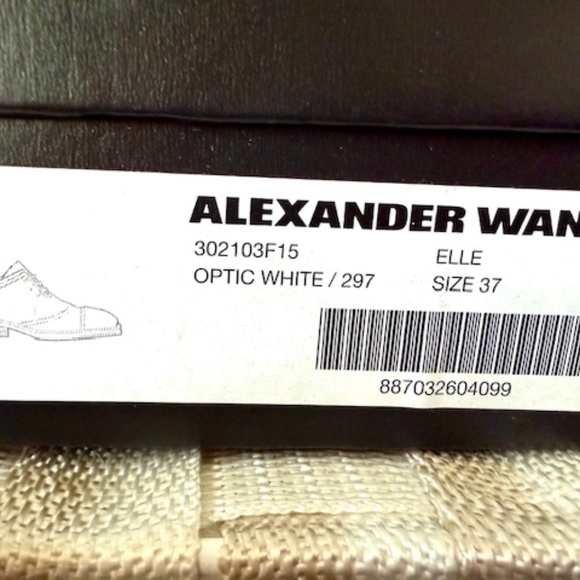 ALEXANDER WAN
302103F15 ELLE
OPTIC WHITE / 297 SIZE 37
887032604099